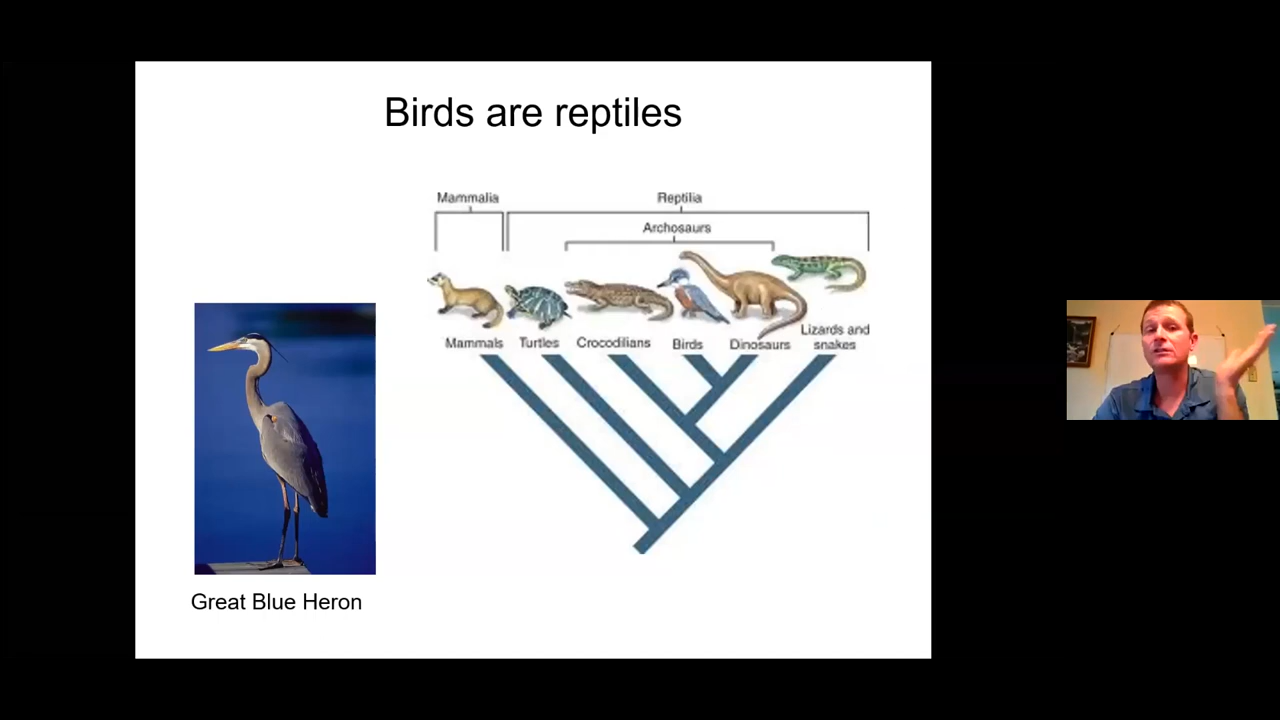 Birds are reptiles
Mammalia
Reptilia
Archosaurs
Mammals
Turtles
Crocodilians
Birds
Dinosaurs
Lizards and
snakes
Great Blue Heron